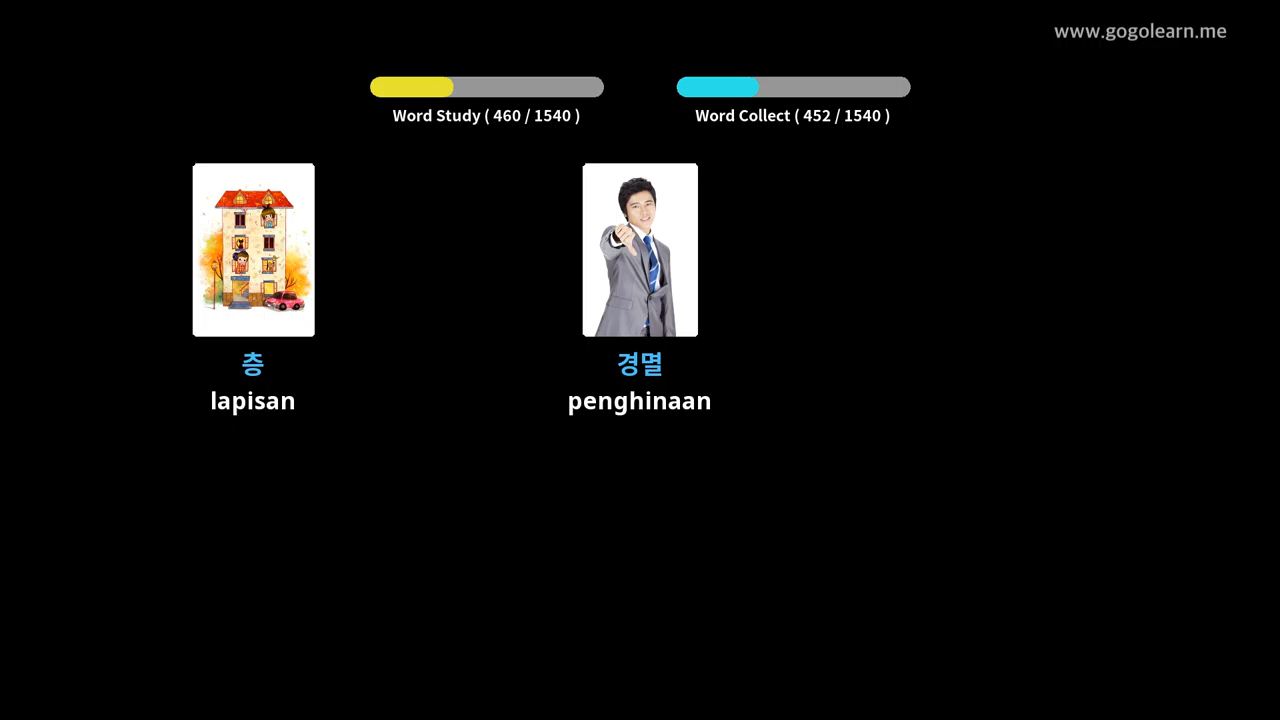 www.gogolearn.me
Word Study ( 460 / 1540 )
Word Collect ( 452 / 1540 )
층
lapisan
경멸
penghinaan